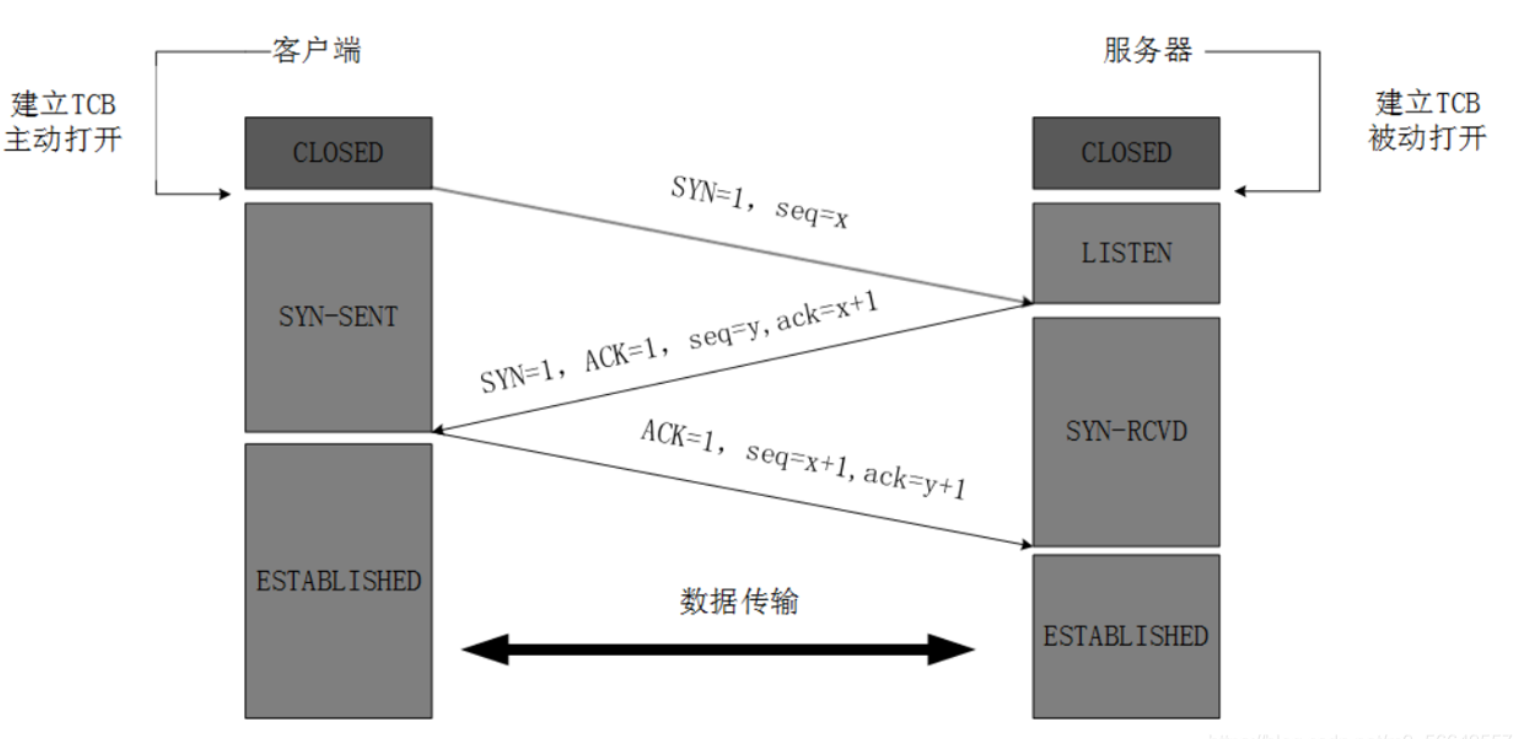 客户端
服务器
建立TCB
主动打开
建立TCB
被动打开
CLOSED
CLOSED
SYN=1, seq=x
LISTEN
SYN-SENT
SYN=1, ACK=1, seq=y,ack=x+1
SYN-RCVD
ACK=1, seq=x+1,ack=y+1
ESTABLISHED
数据传输
ESTABLISHED